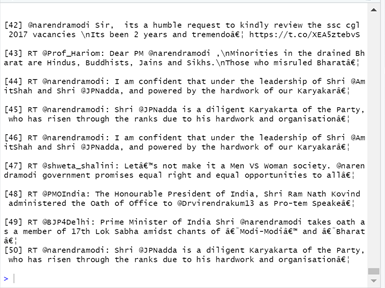 [42] @narendramodi Sir,  its a humble request to kindly review the ssc cgl
 2017 vacancies \nIts been 2 years and tremendoâ€¦ https://t.co/XEA5ztebvS
[43] RT @Prof_Hariom: Dear PM @narendramodi ,\nMinorities in the drained Bh
arat are Hindus, Buddhists, Jains and Sikhs.\nThose who misruled Bharatâ€¦
[44] RT @narendramodi: I am confident that under the leadership of Shri @Am
itShah and Shri @JPNadda, and powered by the hardwork of our Karyakarâ€¦
[45] RT @narendramodi: Shri @JPNadda is a diligent Karyakarta of the Party,
 who has risen through the ranks due to his hardwork and organisationâ€¦
[46] RT @narendramodi: I am confident that under the leadership of Shri @Am
itShah and Shri @JPNadda, and powered by the hardwork of our Karyakarâ€¦
[47] RT @shweta_shalini: Letâ€™s not make it a Men VS Woman society. @naren
dramodi government promises equal right and equal opportunities to allâ€¦
[48] RT @PMOIndia: The Honourable President of India, Shri Ram Nath Kovind
 administered the Oath of Office to @Drvirendrakum13 as Pro-tem Speakeâ€¦
[49] RT @BJP4Delhi: Prime Minister of India Shri @narendramodi takes oath a
s a member of 17th Lok Sabha amidst chants of â€˜Modi-Modiâ€™ and â€˜Bharat
â€¦
[50] RT @narendramodi: Shri @JPNadda is a diligent Karyakarta of the Party,
 who has risen through the ranks due to his hardwork and organisationâ€¦
>